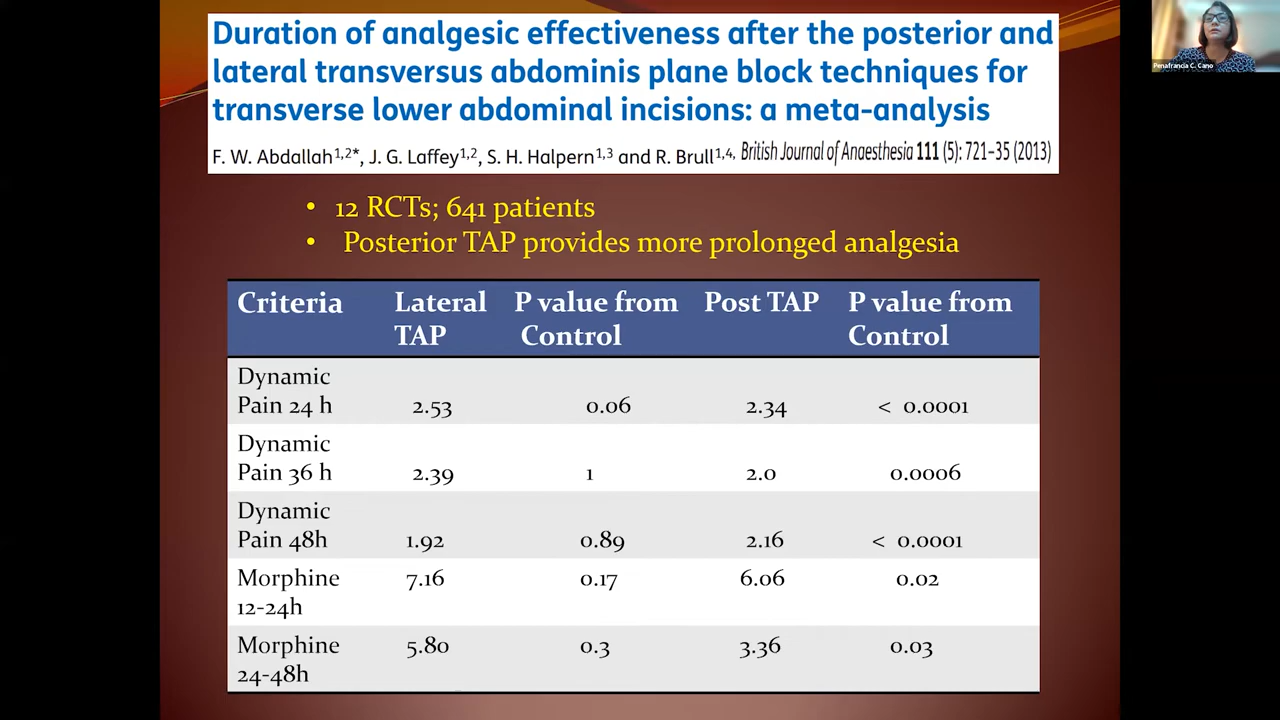 Duration of analgesic effectiveness after the posterior and
lateral transversus abdominis plane block techniques for
transverse lower abdominal incisions: a meta-analysis
F. W. Abdallah1,2*, J. G. Laffey1,2, S. H. Halpern1,3 and R. Brull1,4, British Journal of Anaesthesia 111 (5): 721–35 (2013)
• 12 RCTs; 641 patients
• Posterior TAP provides more prolonged analgesia
Criteria Lateral TAP P value from Control Post TAP P value from Control
Dynamic Pain 24 h 2.53 0.06 2.34 < 0.0001
Dynamic Pain 36 h 2.39 1 2.0 0.0006
Dynamic Pain 48h 1.92 0.89 2.16 < 0.0001
Morphine 12-24h 7.16 0.17 6.06 0.02
Morphine 24-48h 5.80 0.3 3.36 0.03
Penafrancia C. Cano